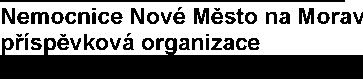 Nemocnice Nové Město na Morav
příspěvková organizace